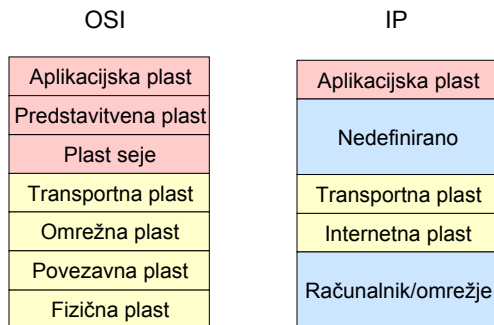 OSI
Aplikacijska plast
Predstavitvena plast
Plast seje
Transportna plast
Omrežna plast
Povezavna plast
Fizična plast
IP
Aplikacijska plast
Nedefinirano
Transportna plast
Internetna plast
Računalnik/omrežje